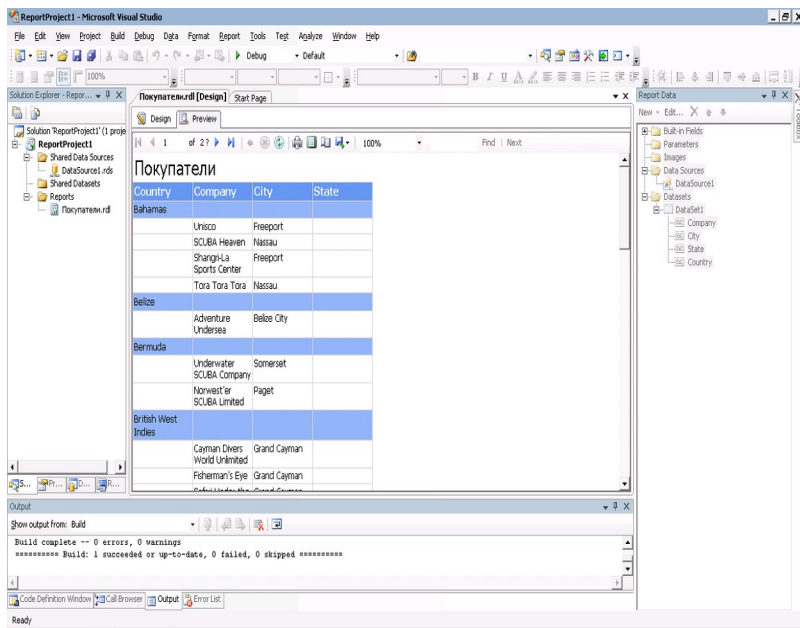 ReportProject1 - Microsoft Visual Studio
File Edit View Project Build Debug Data Format Report Tools Test Analyze Window Help
Debug Default
100%
Solution Explorer - Repor...
Покупатели.rdl [Design] Start Page
Report Data
Toolbox
Design Preview
New Edit...
Solution 'ReportProject1' (1 proje
ReportProject1
Shared Data Sources
DataSource1.rds
Shared Datasets
Reports
Покупатели.rdl
1 of 2? 100% Find | Next
Покупатели
Country Company City State
Bahamas
Unisco Freeport
SCUBA Heaven Nassau
Shangri-La Sports Center Freeport
Tora Tora Tora Nassau
Belize
Adventure Undersea Belize City
Bermuda
Underwater SCUBA Company Somerset
Norwest'er SCUBA Limited Paget
British West Indies
Cayman Divers World Unlimited Grand Cayman
Fisherman's Eye Grand Cayman
Built-in Fields
Parameters
Images
Data Sources
DataSource1
Datasets
DataSet1
Company
City
State
Country
S... Pr... D... R...
Output
Show output from: Build
Build complete -- 0 errors, 0 warnings
========== Build: 1 succeeded or up-to-date, 0 failed, 0 skipped ==========
Code Definition Window Call Browser Output Error List
Ready